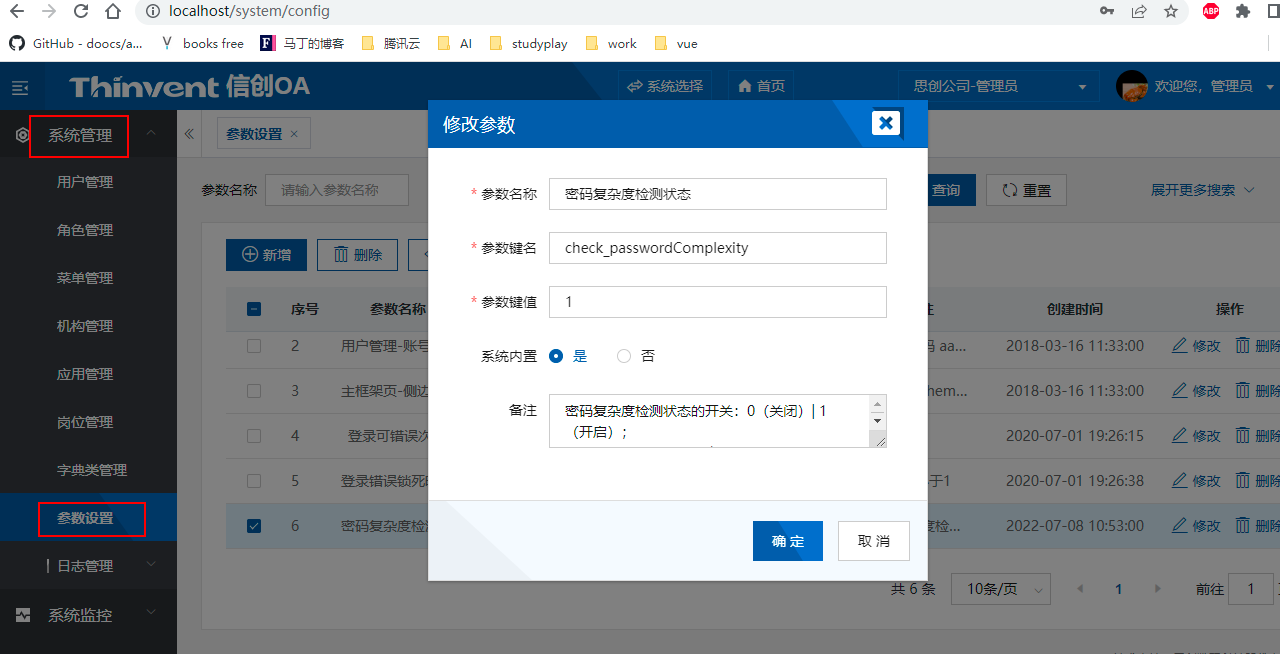 localhost/system/config
ABP
GitHub - doocs/a...
books free
马丁的博客
腾讯云
AI
studyplay
work
vue
Thinvent 信创OA
系统选择
首页
思创公司-管理员
欢迎您，管理员
系统管理
用户管理
角色管理
菜单管理
机构管理
应用管理
岗位管理
字典类管理
参数设置
日志管理
系统监控
参数设置 ×
参数名称 请输入参数名称
查询
重置
展开更多搜索
新增
删除
序号 参数名称 创建时间 操作
2 用户管理-账号 码 aa... 2018-03-16 11:33:00 修改 删除
3 主框架页-侧边 hem... 2018-03-16 11:33:00 修改 删除
4 登录可错误次 2020-07-01 19:26:15 修改 删除
5 登录错误锁死 于1 2020-07-01 19:26:38 修改 删除
6 密码复杂度检 度检... 2022-07-08 10:53:00 修改 删除
共 6 条
10条/页
1
前往 1
修改参数
* 参数名称 密码复杂度检测状态
* 参数键名 check_passwordComplexity
* 参数键值 1
系统内置 是 否
备注 密码复杂度检测状态的开关：0（关闭）| 1
（开启）;
确 定
取 消